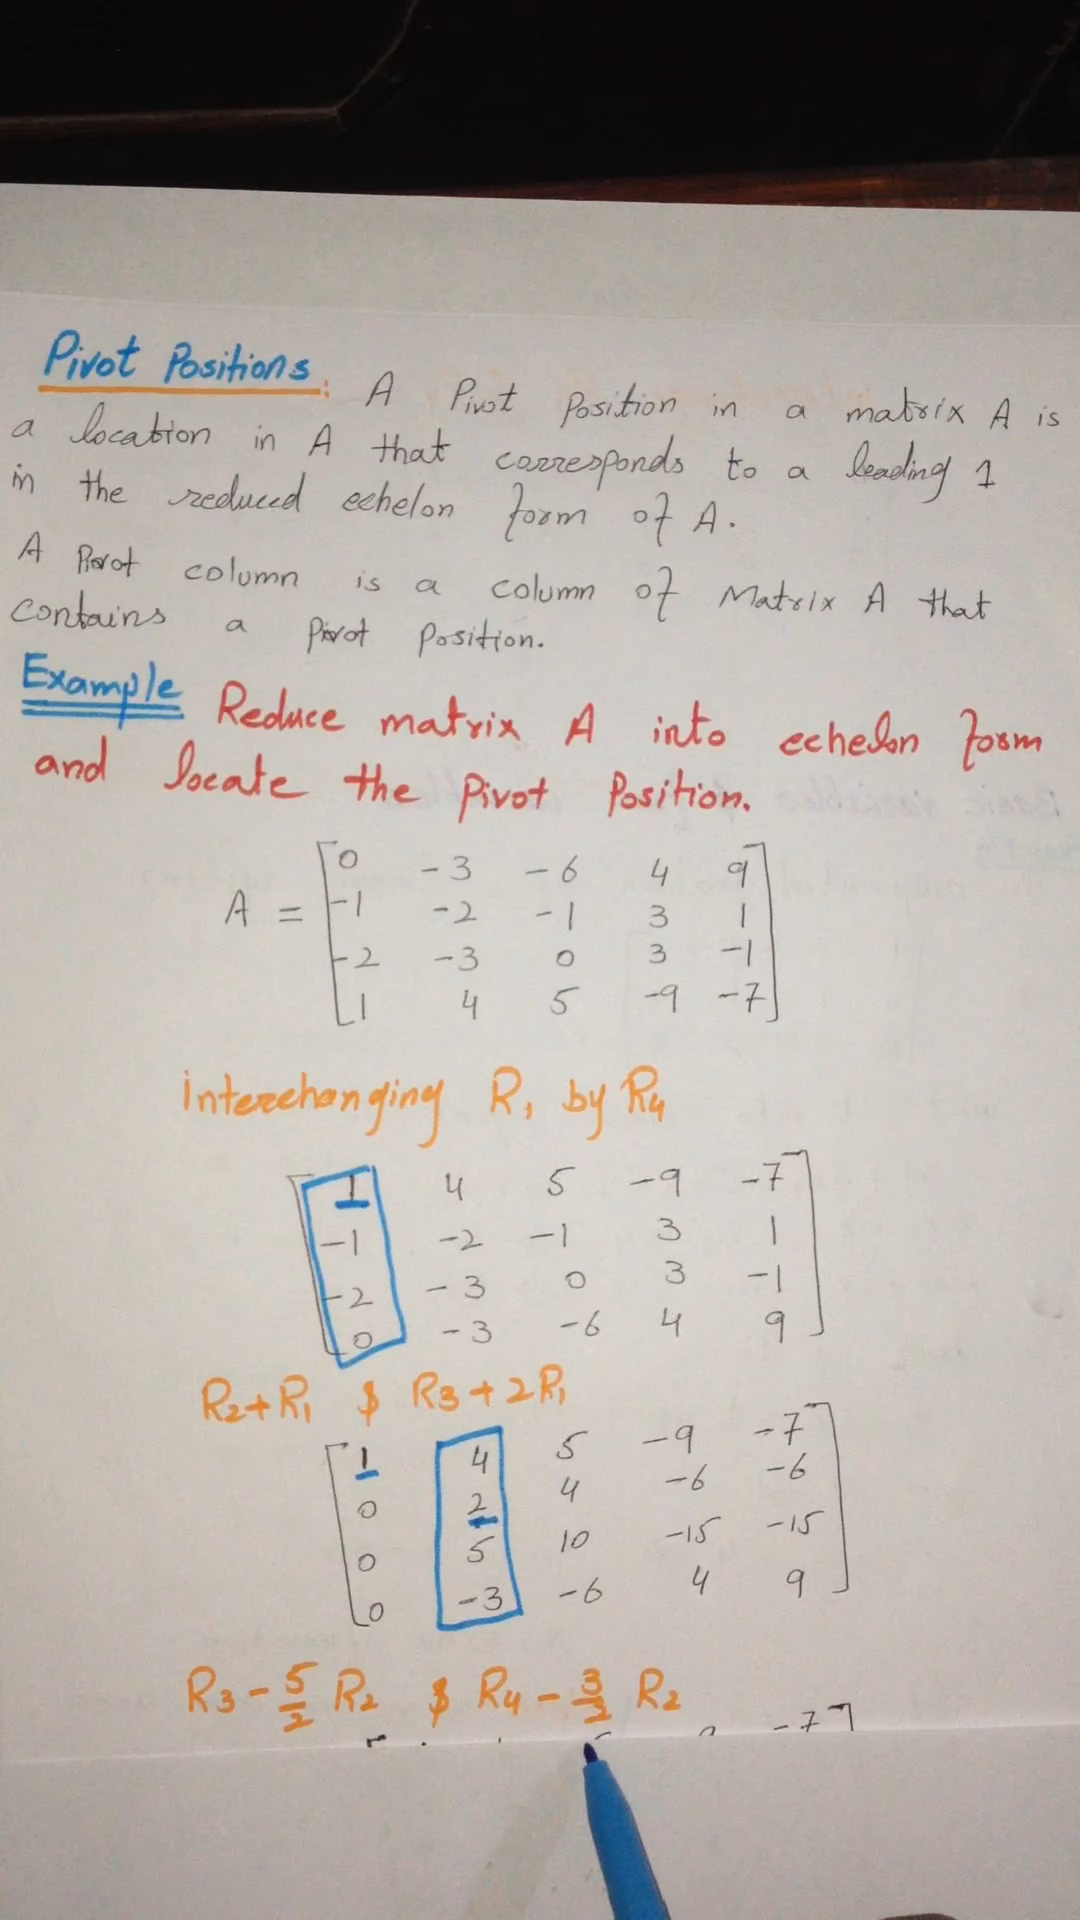 Pivot Positions: A Pivot Position in a matrix A is
a location in A that corresponds to a leading 1
in the reduced echelon form of A.
A Pivot column is a column of Matrix A that
contains a pivot position.
Example Reduce matrix A into echelon form
and locate the Pivot Position.
A = [ 0 -3 -6 4 9
-1 -2 -1 3 1
-2 -3 0 3 -1
1 4 5 -9 -7 ]
interchanging R1 by R4
[ 1 4 5 -9 -7
-1 -2 -1 3 1
-2 -3 0 3 -1
0 -3 -6 4 9 ]
R2+R1 $ R3+2R1
[ 1 4 5 -9 -7
0 2 4 -6 -6
0 5 10 -15 -15
0 -3 -6 4 9 ]
R3 - 5/2 R2 $ R4 - 3/2 R2
-7 ]